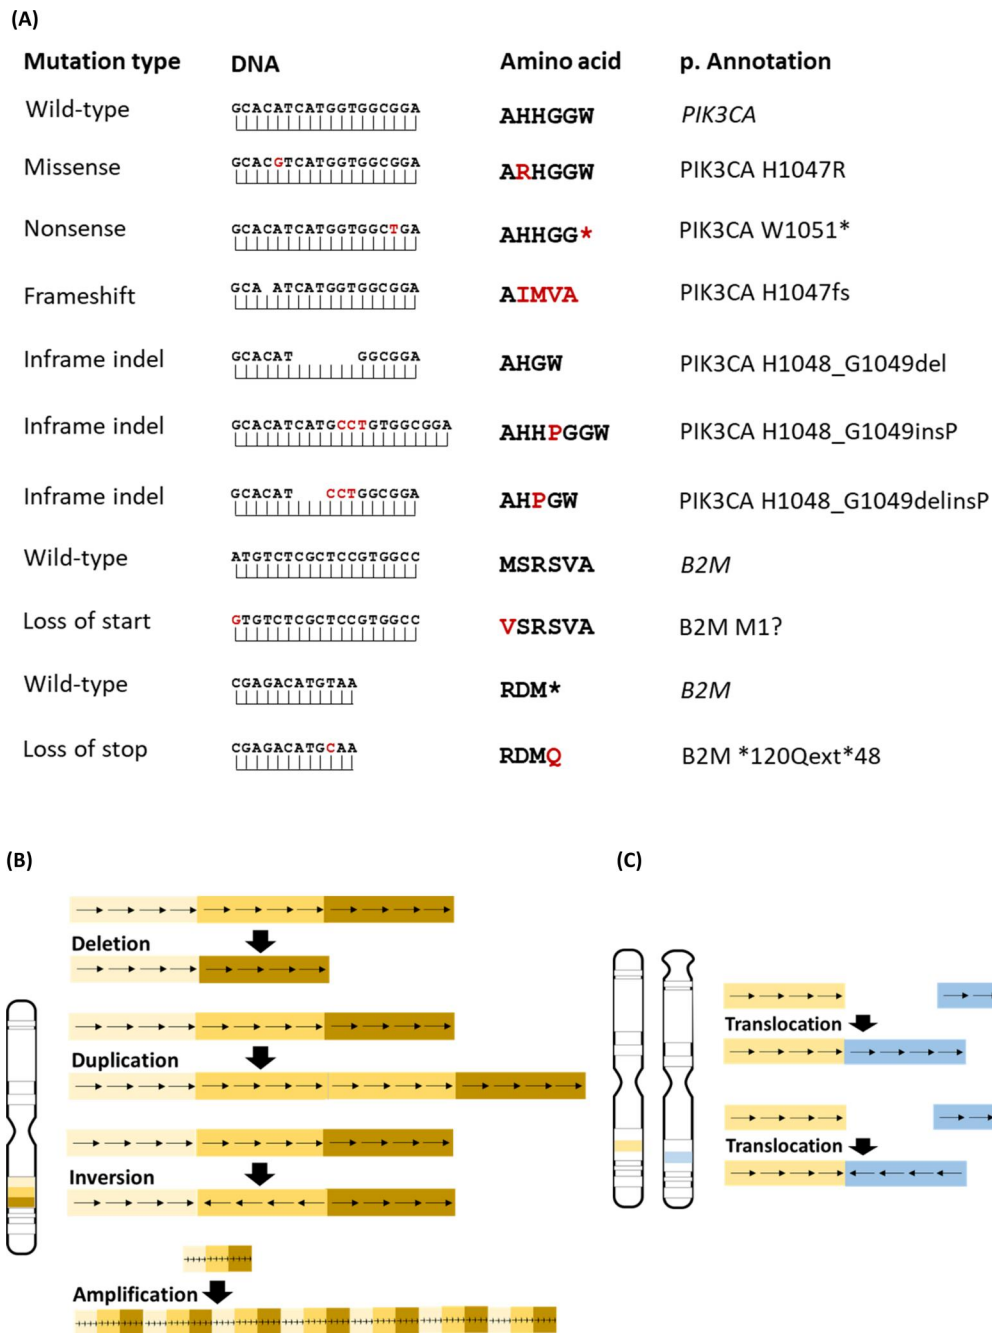 (A)
Mutation type DNA Amino acid p. Annotation
Wild-type GCACATCATGGTGGCGGA AHHGGW PIK3CA
Missense GCACGTCATGGTGGCGGA ARHGGW PIK3CA H1047R
Nonsense GCACATCATGGTGGCTGA AHHGG* PIK3CA W1051*
Frameshift GCA ATCATGGTGGCGGA AIMVA PIK3CA H1047fs
Inframe indel GCACAT GGCGGA AHGW PIK3CA H1048_G1049del
Inframe indel GCACATCATGCCTGTGGCGGA AHHPGGW PIK3CA H1048_G1049insP
Inframe indel GCACAT CCTGGCGGA AHPGW PIK3CA H1048_G1049delinsP
Wild-type ATGTCTCGCTCCGTGGCC MSRSVA B2M
Loss of start GTGTCTCGCTCCGTGGCC VSRSVA B2M M1?
Wild-type CGAGACATGTAA RDM* B2M
Loss of stop CGAGACATGCAA RDMQ B2M *120Qext*48
(B)
Deletion
Duplication
Inversion
Amplification
(C)
Translocation
Translocation